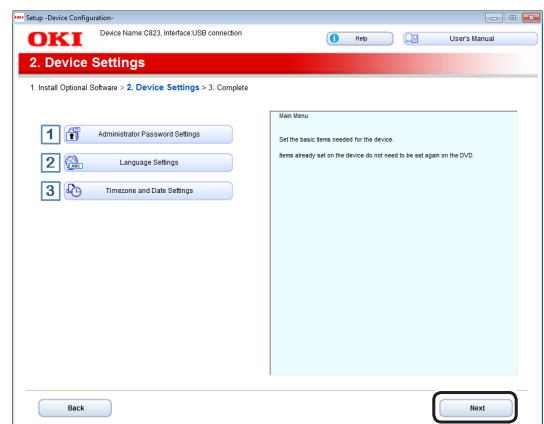 Setup -Device Configuration-
OKI
Device Name:C823, Interface:USB connection
Help
User's Manual
2. Device Settings
1. Install Optional Software > 2. Device Settings > 3. Complete
Main Menu
1 Administrator Password Settings
Set the basic items needed for the device.
Items already set on the device do not need to be set again on the DVD.
2 Language Settings
3 Timezone and Date Settings
Back
Next